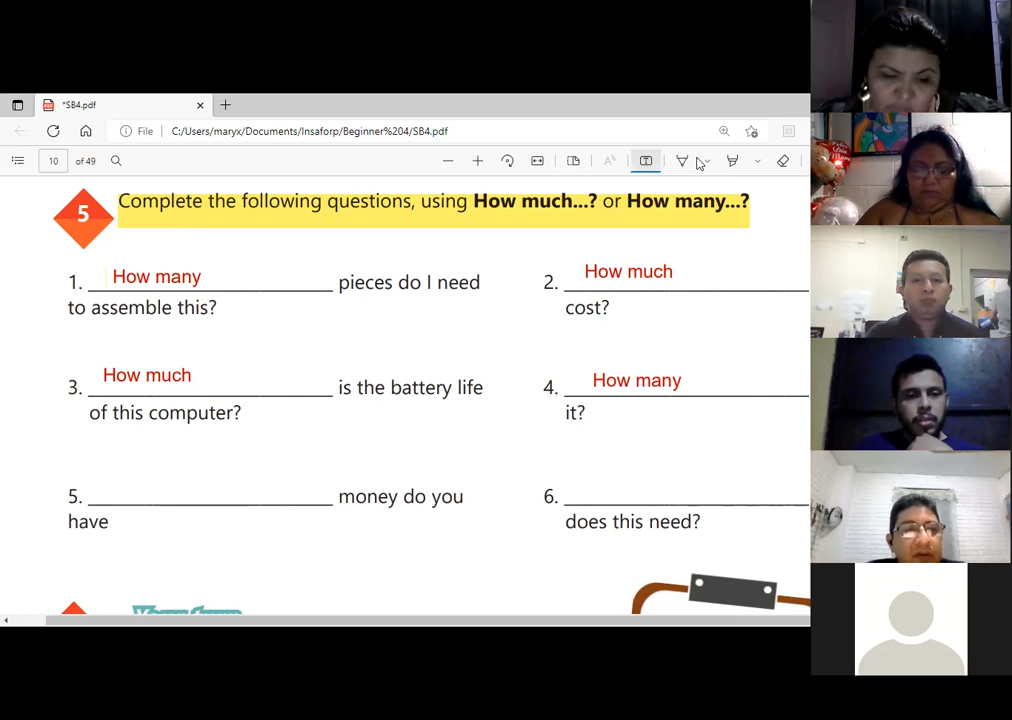 *SB4.pdf
File C:/Users/maryx/Documents/Insaforp/Beginner%204/SB4.pdf
10 of 49
5 Complete the following questions, using How much...? or How many...?
1. How many pieces do I need
to assemble this?
2. How much
cost?
3. How much is the battery life
of this computer?
4. How many
it?
5. money do you
have
6.
does this need?